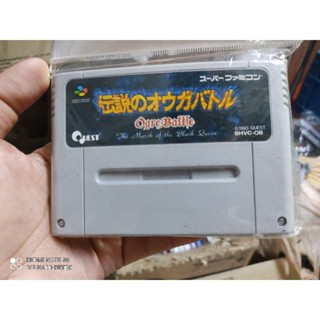 スーパーファミコン
伝説のオウガバトル
Ogre Battle
The March of the Black Queen
QUEST
©1993 QUEST
SHVC-OB